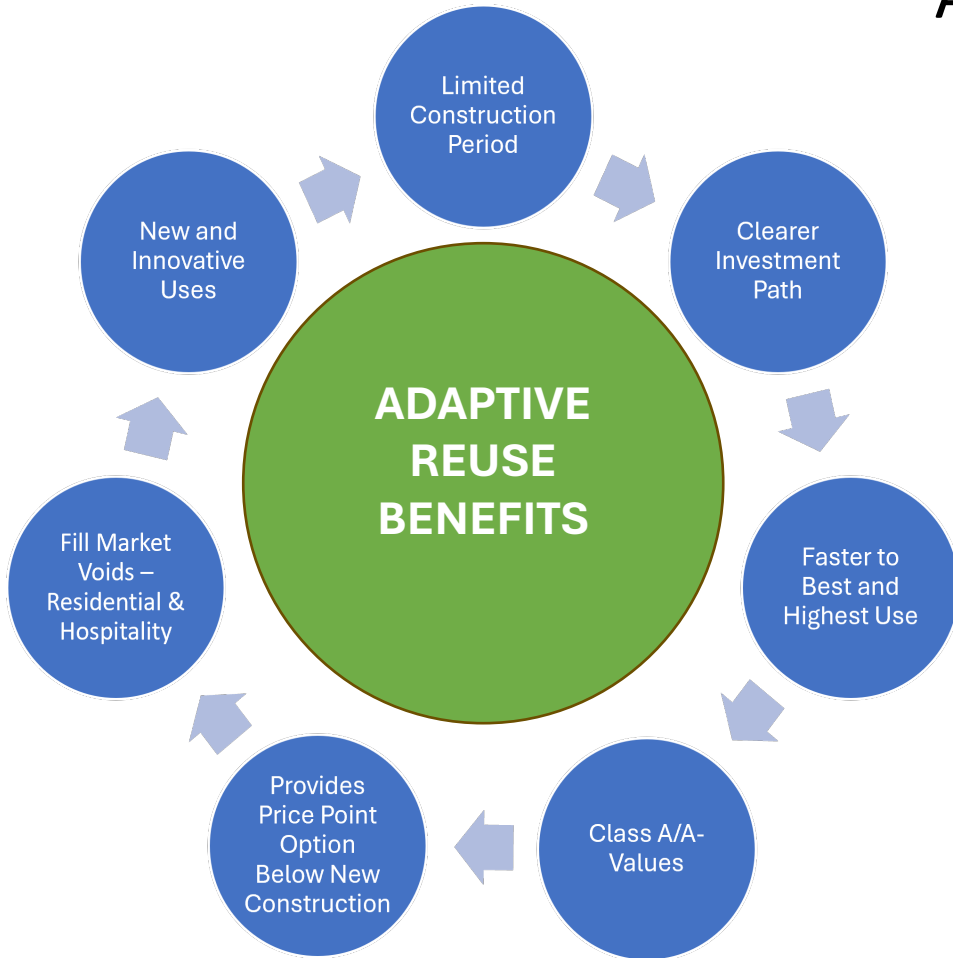 Limited
Construction
Period
Clearer
Investment
Path
Faster to
Best and
Highest Use
Class A/A-
Values
Provides
Price Point
Option
Below New
Construction
Fill Market
Voids –
Residential &
Hospitality
New and
Innovative
Uses
ADAPTIVE
REUSE
BENEFITS